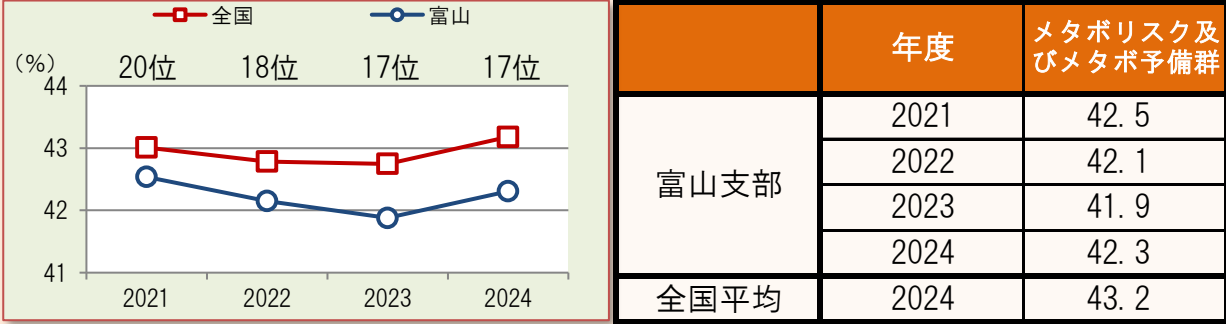 全国 富山
(%) 20位 18位 17位 17位
44
43
42
41
2021 2022 2023 2024
年度 メタボリスク及
びメタボ予備群
富山支部
2021 42.5
2022 42.1
2023 41.9
2024 42.3
全国平均 2024 43.2